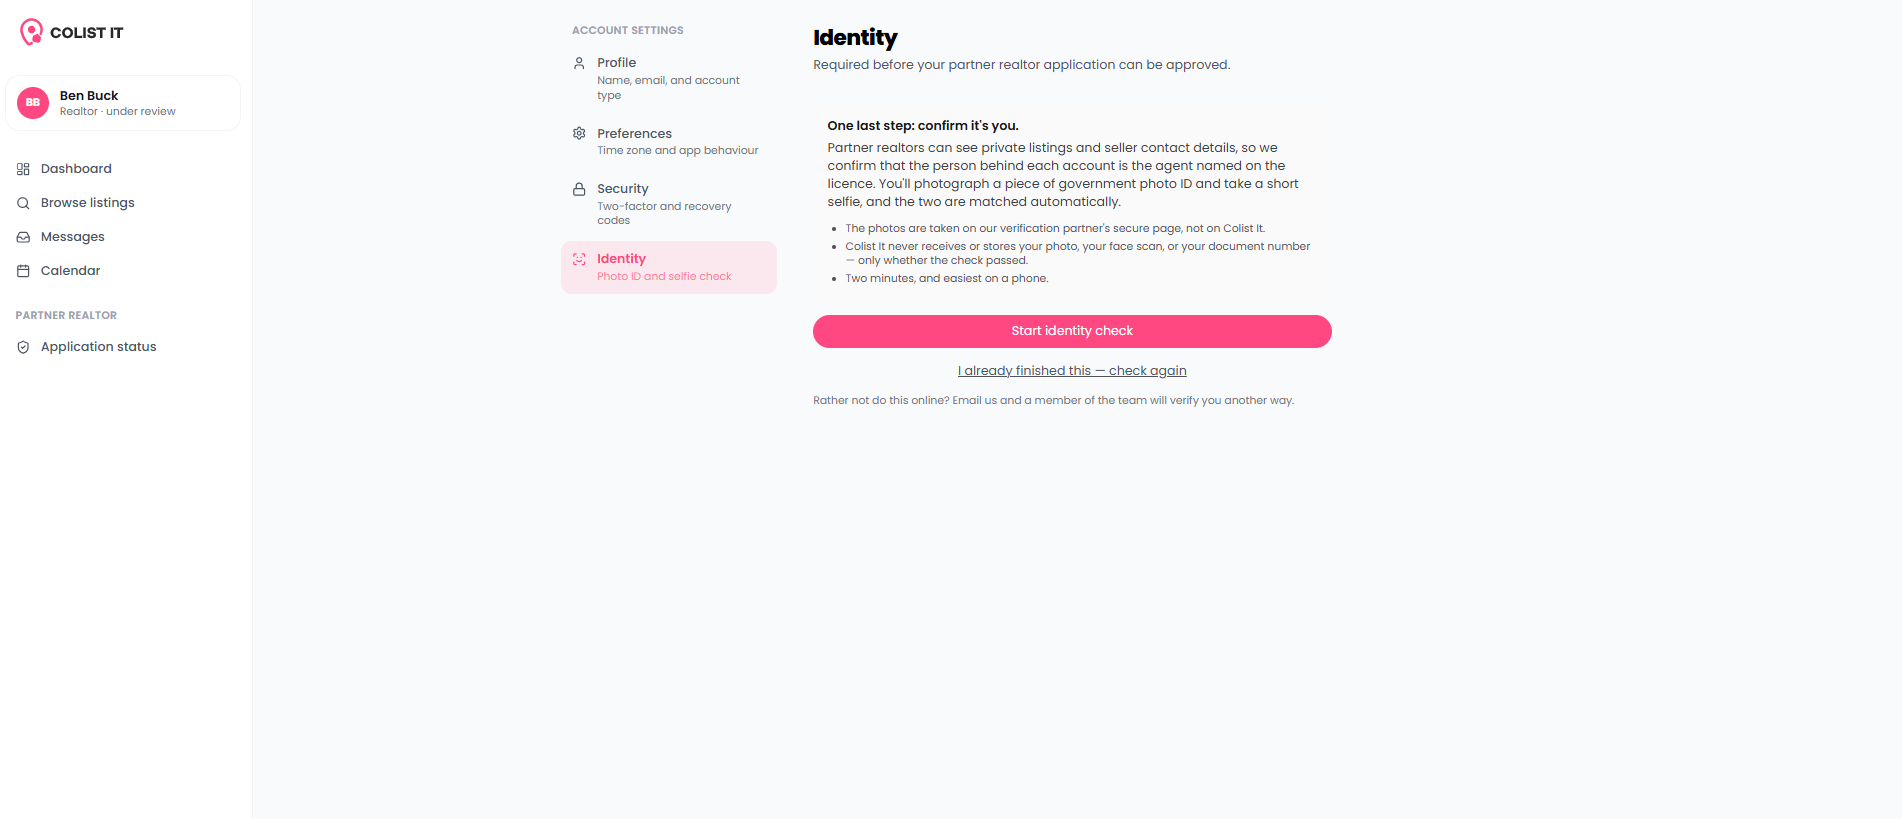 COLIST IT
BB
Ben Buck
Realtor · under review
Dashboard
Browse listings
Messages
Calendar
PARTNER REALTOR
Application status
ACCOUNT SETTINGS
Profile
Name, email, and account
type
Preferences
Time zone and app behaviour
Security
Two-factor and recovery
codes
Identity
Photo ID and selfie check
Identity
Required before your partner realtor application can be approved.
One last step: confirm it's you.
Partner realtors can see private listings and seller contact details, so we
confirm that the person behind each account is the agent named on the
licence. You'll photograph a piece of government photo ID and take a short
selfie, and the two are matched automatically.
• The photos are taken on our verification partner's secure page, not on Colist It.
• Colist It never receives or stores your photo, your face scan, or your document number
— only whether the check passed.
• Two minutes, and easiest on a phone.
Start identity check
I already finished this — check again
Rather not do this online? Email us and a member of the team will verify you another way.